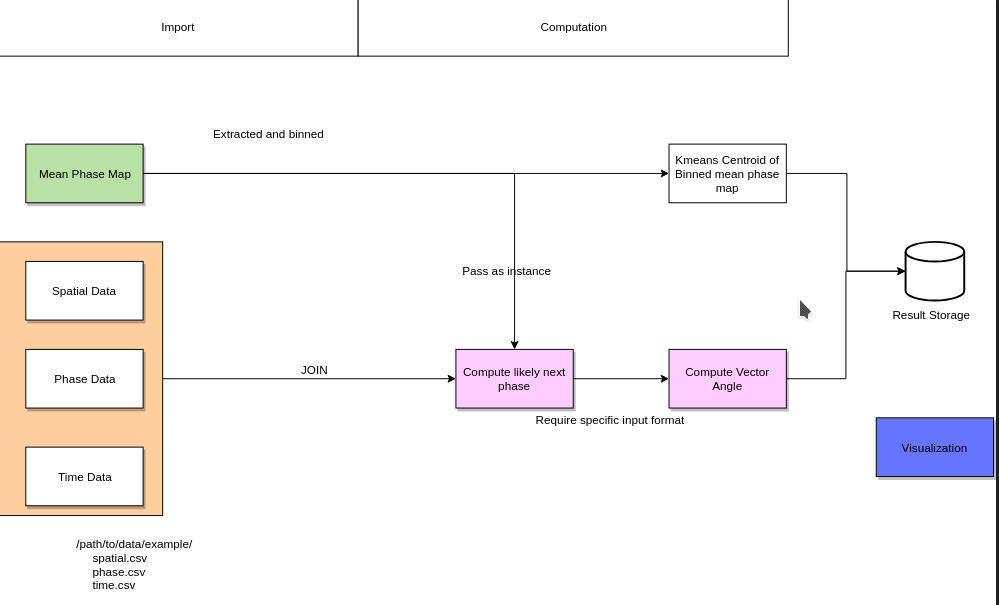 Import
Computation
Extracted and binned
Mean Phase Map
Kmeans Centroid of
Binned mean phase
map
Spatial Data
Pass as instance
Result Storage
Phase Data
JOIN
Compute likely next
phase
Compute Vector
Angle
Require specific input format
Visualization
Time Data
/path/to/data/example/
spatial.csv
phase.csv
time.csv